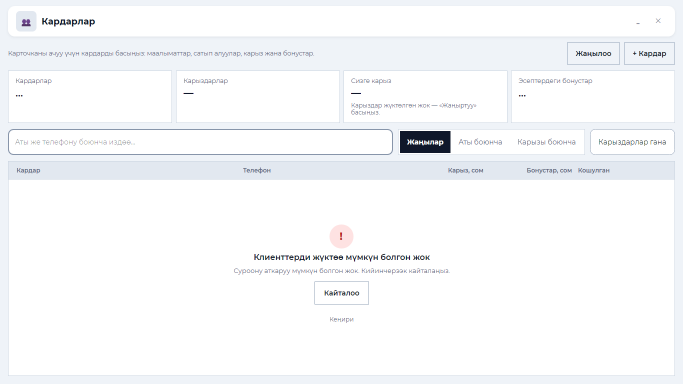 Кардарлар
Карточканы ачуу үчүн кардарды басыңыз: маалыматтар, сатып алуулар, карыз жана бонустар.
Жаңылоо
+ Кардар
Кардарлар
...
Карыздарлар
—
Сизге карыз
—
Карыздар жүктөлгөн жок — «Жаңыртуу»
басыңыз.
Эсептердеги бонустар
...
Аты же телефону боюнча издөө...
Жаңылар
Аты боюнча
Карызы боюнча
Карыздарлар гана
Кардар
Телефон
Карыз, сом
Бонустар, сом
Кошулган
!
Клиенттерди жүктөө мүмкүн болгон жок
Суроону аткаруу мүмкүн болгон жок. Кийинчерээк кайталаңыз.
Кайталоо
Кеңири